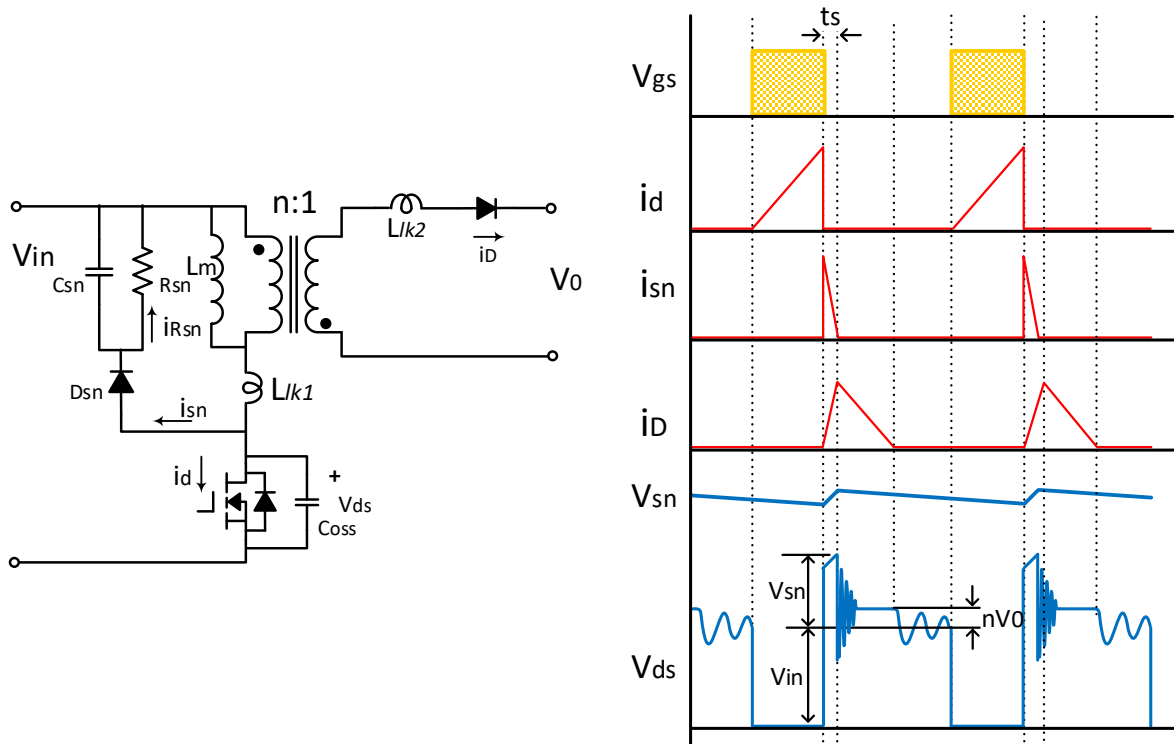 n:1
Llk2
iD
Vin
Csn
Rsn
Lm
V0
iRsn
Dsn
Llk1
isn
id
+
Vds
Coss
ts
Vgs
id
isn
iD
Vsn
Vsn
nV0
Vin
Vds